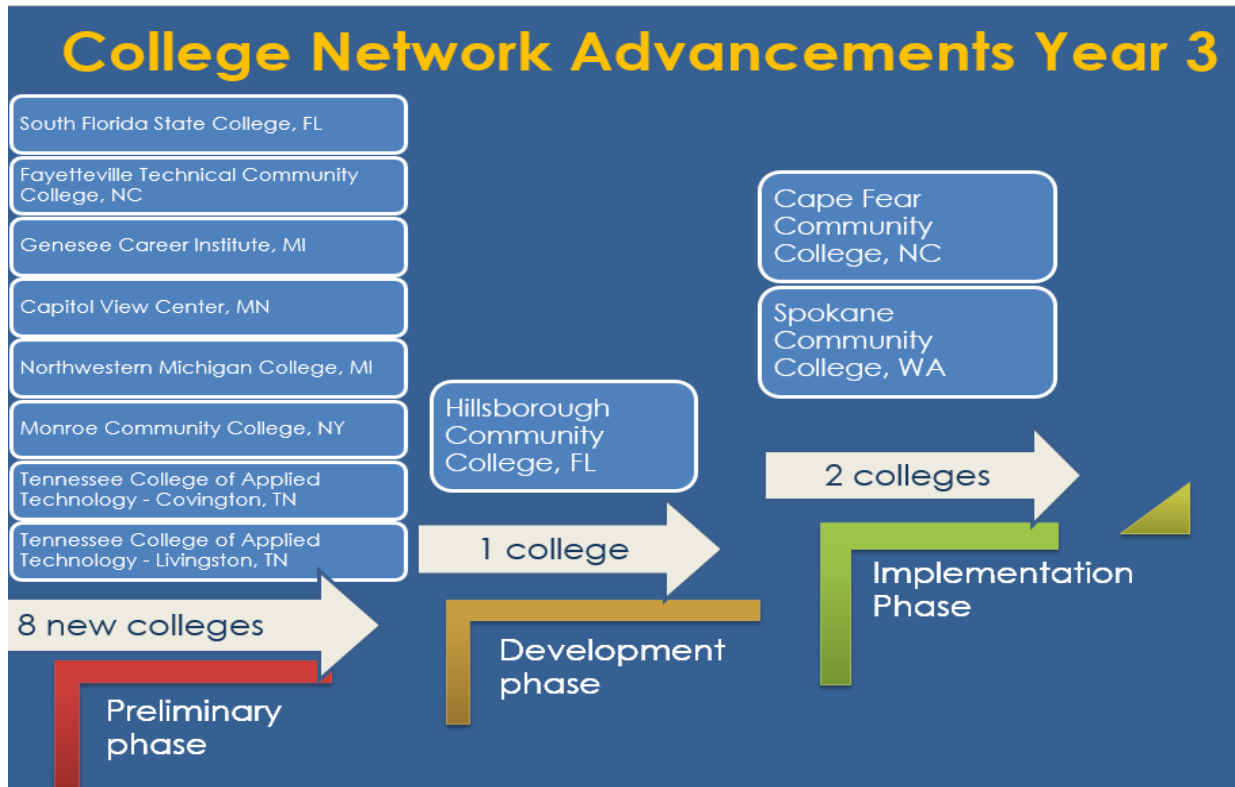 College Network Advancements Year 3
South Florida State College, FL
Fayetteville Technical Community
College, NC
Genesee Career Institute, MI
Capitol View Center, MN
Northwestern Michigan College, MI
Monroe Community College, NY
Tennessee College of Applied
Technology - Covington, TN
Tennessee College of Applied
Technology - Livingston, TN
8 new colleges
Preliminary
phase
Hillsborough
Community
College, FL
1 college
Development
phase
Cape Fear
Community
College, NC
Spokane
Community
College, WA
2 colleges
Implementation
Phase